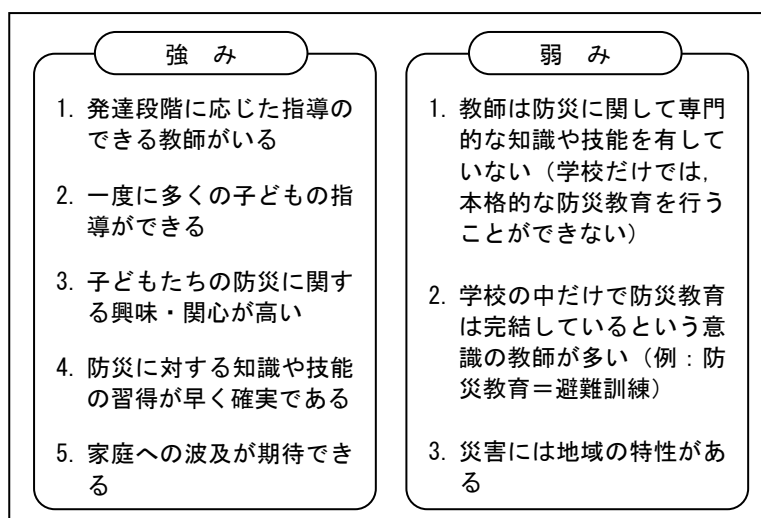 強 み
1. 発達段階に応じた指導の
できる教師がいる
2. 一度に多くの子どもの指
導ができる
3. 子どもたちの防災に関す
る興味・関心が高い
4. 防災に対する知識や技能
の習得が早く確実である
5. 家庭への波及が期待でき
る
弱 み
1. 教師は防災に関して専門
的な知識や技能を有して
いない（学校だけでは,
本格的な防災教育を行う
ことができない）
2. 学校の中だけで防災教育
は完結しているという意
識の教師が多い（例：防
災教育＝避難訓練）
3. 災害には地域の特性があ
る